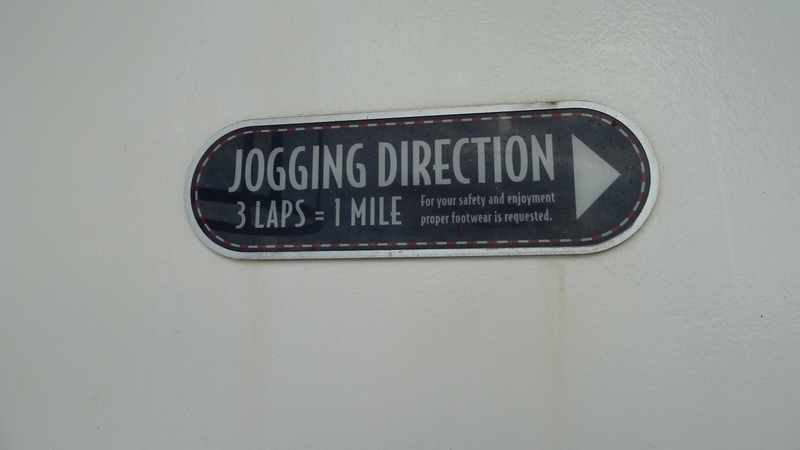 JOGGING DIRECTION
3 LAPS = 1 MILE
For your safety and enjoyment
proper footwear is requested.